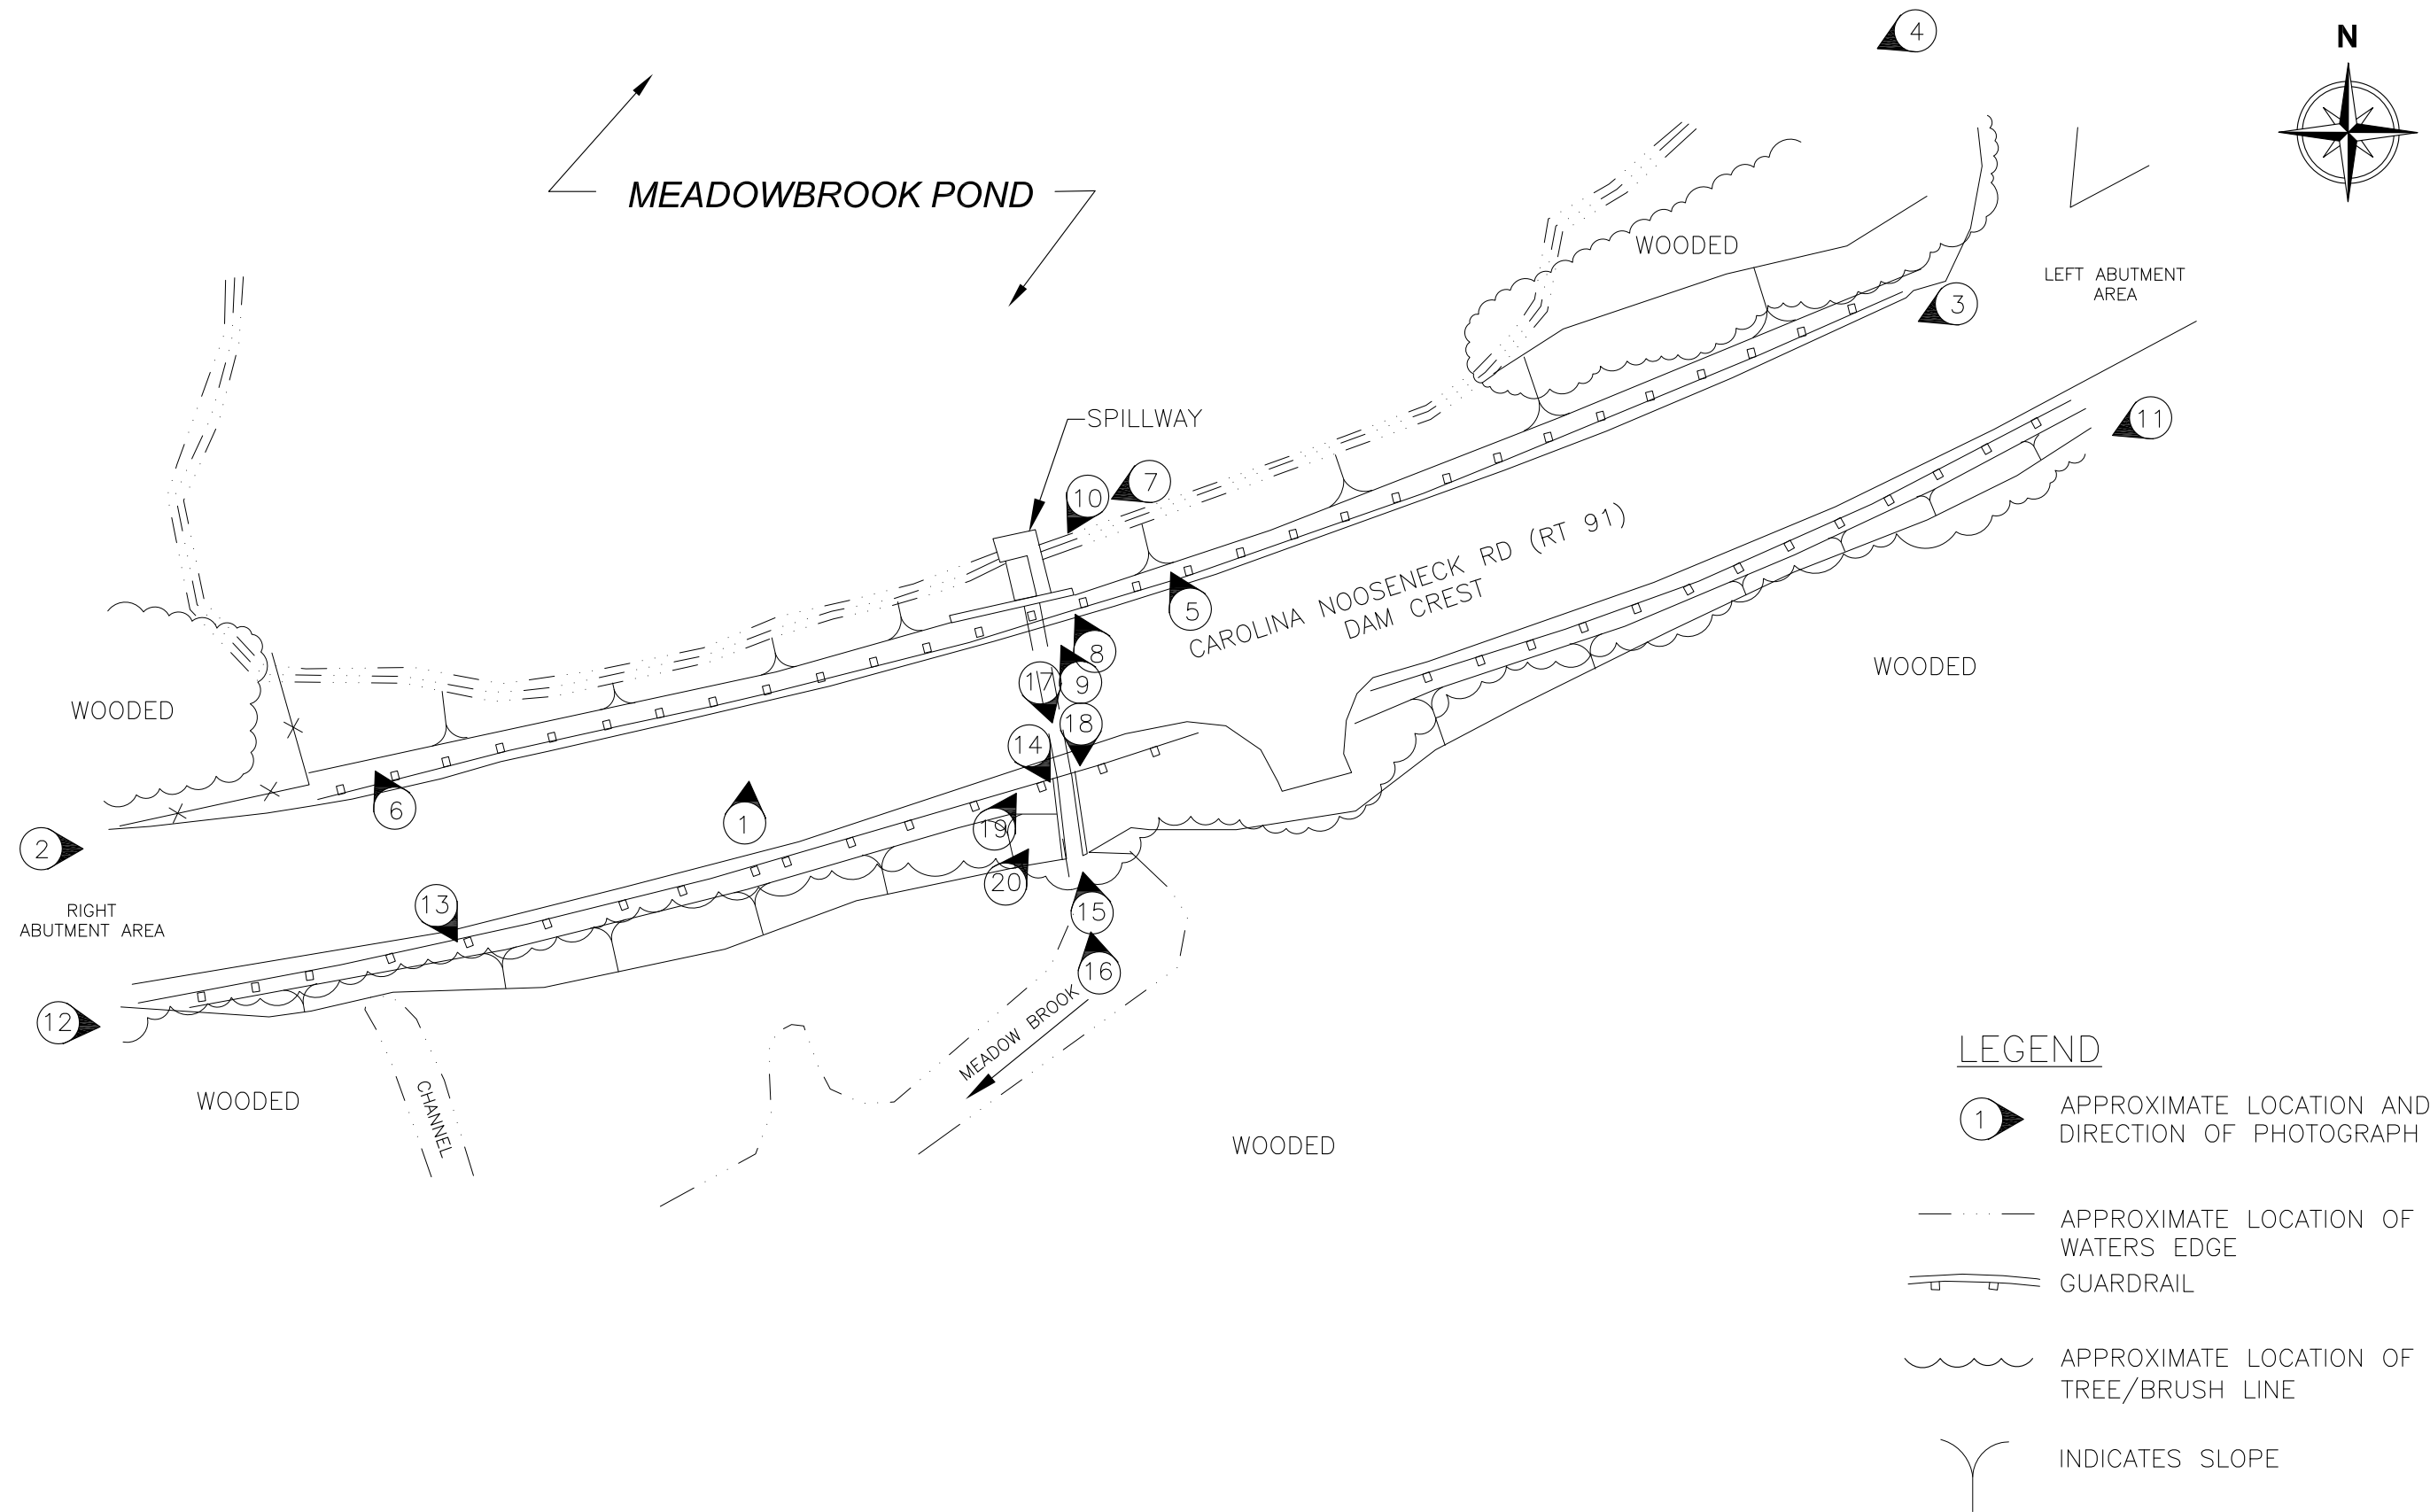 4
N
MEADOWBROOK POND
WOODED
LEFT ABUTMENT
AREA
3
SPILLWAY
11
7
10
CAROLINA NOOSENECK RD (RT 91)
DAM CREST
5
8
17
9
WOODED
WOODED
18
14
6
1
19
2
20
13
15
RIGHT
ABUTMENT AREA
16
MEADOW BROOK
12
WOODED
CHANNEL
WOODED
LEGEND
1
APPROXIMATE LOCATION AND
DIRECTION OF PHOTOGRAPH
APPROXIMATE LOCATION OF
WATERS EDGE
GUARDRAIL
APPROXIMATE LOCATION OF
TREE/BRUSH LINE
INDICATES SLOPE